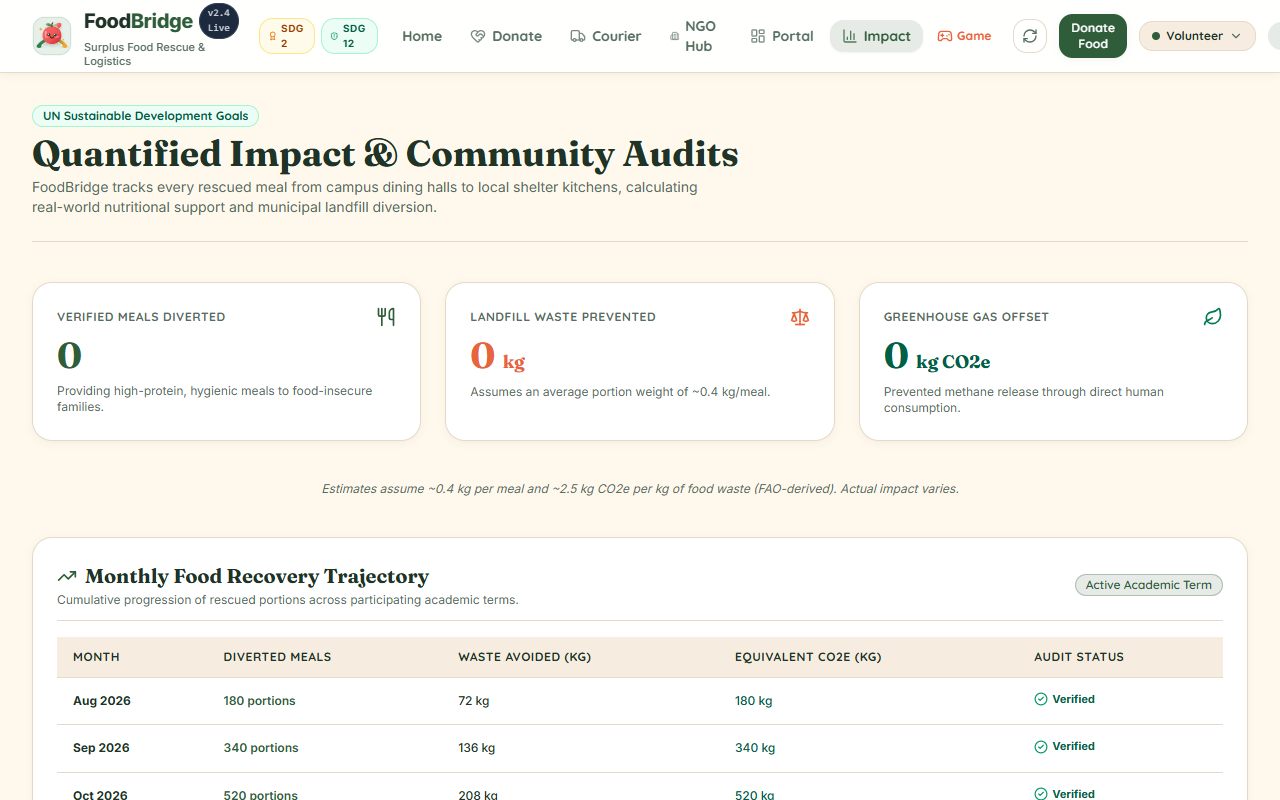 FoodBridge
v2.4
Live
Surplus Food Rescue &
Logistics
SDG
2
SDG
12
Home
Donate
Courier
NGO
Hub
Portal
Impact
Game
Donate
Food
Volunteer
UN Sustainable Development Goals
Quantified Impact & Community Audits
FoodBridge tracks every rescued meal from campus dining halls to local shelter kitchens, calculating
real-world nutritional support and municipal landfill diversion.
VERIFIED MEALS DIVERTED
0
Providing high-protein, hygienic meals to food-insecure
families.
LANDFILL WASTE PREVENTED
0 kg
Assumes an average portion weight of ~0.4 kg/meal.
GREENHOUSE GAS OFFSET
0 kg CO2e
Prevented methane release through direct human
consumption.
Estimates assume ~0.4 kg per meal and ~2.5 kg CO2e per kg of food waste (FAO-derived). Actual impact varies.
Monthly Food Recovery Trajectory
Cumulative progression of rescued portions across participating academic terms.
Active Academic Term
MONTH DIVERTED MEALS WASTE AVOIDED (KG) EQUIVALENT CO2E (KG) AUDIT STATUS
Aug 2026 180 portions 72 kg 180 kg Verified
Sep 2026 340 portions 136 kg 340 kg Verified
Oct 2026 520 portions 208 kg 520 kg Verified